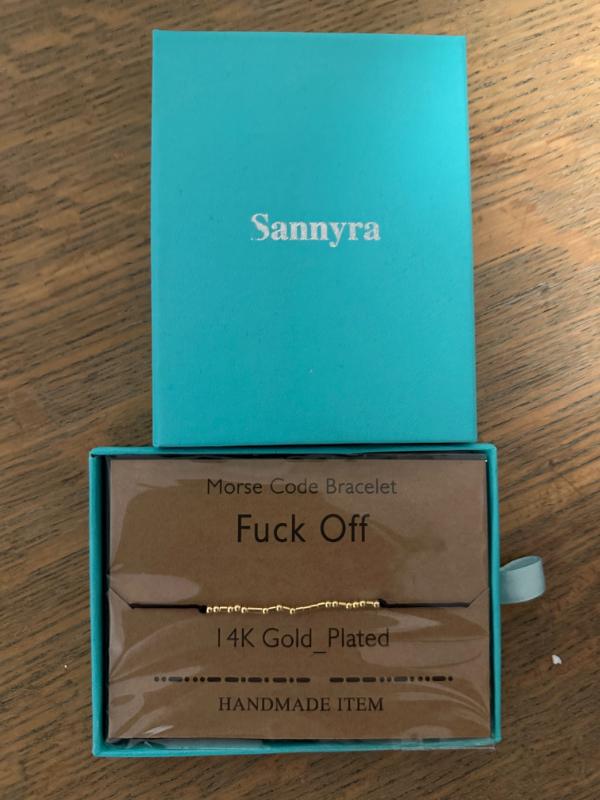 Sannyra
Morse Code Bracelet
Fuck Off
14K Gold_Plated
HANDMADE ITEM